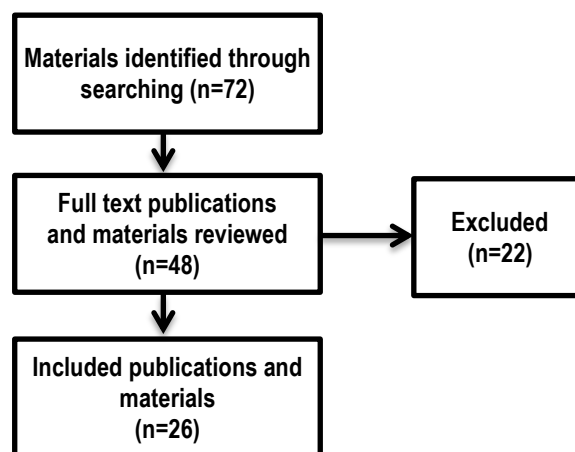 Materials identified through
searching (n=72)
Full text publications
and materials reviewed
(n=48)
Excluded
(n=22)
Included publications and
materials
(n=26)